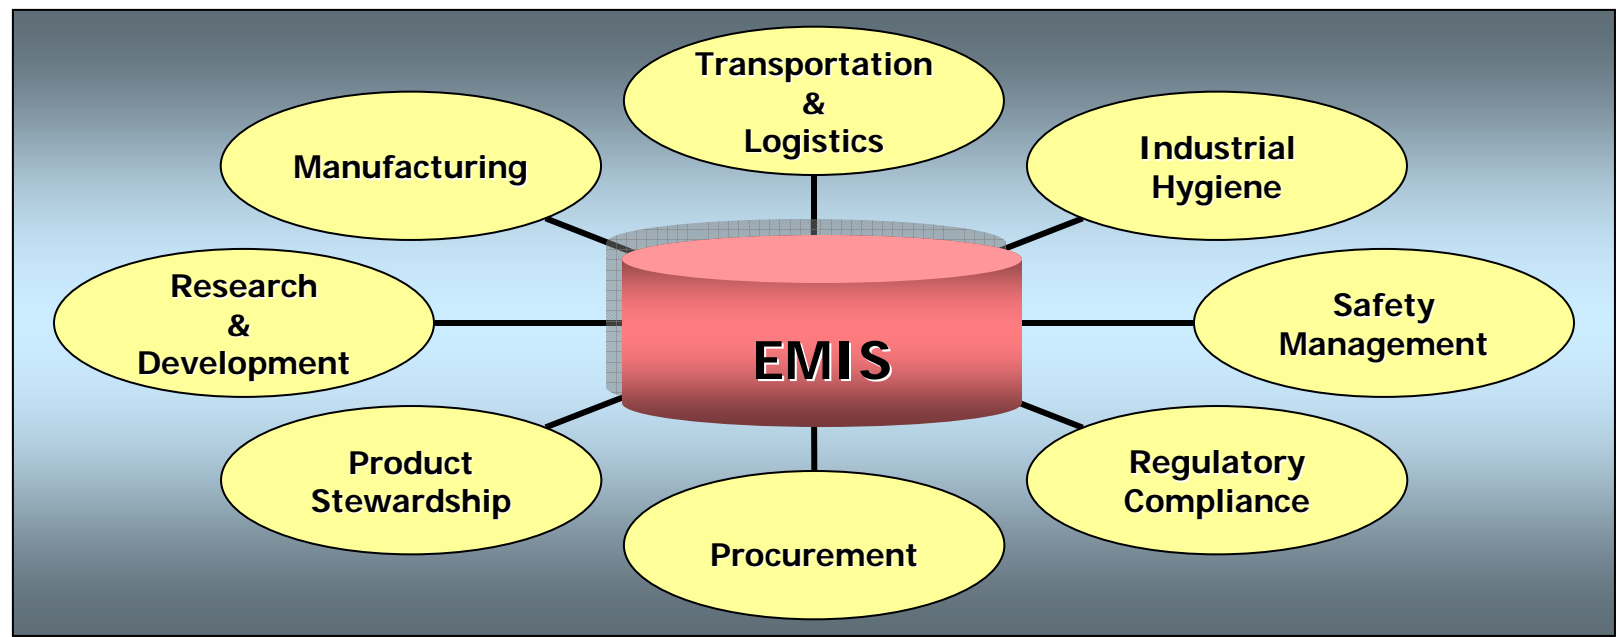 Transportation
&
Logistics
Manufacturing
Industrial
Hygiene
Research
&
Development
EMIS
Safety
Management
Product
Stewardship
Procurement
Regulatory
Compliance